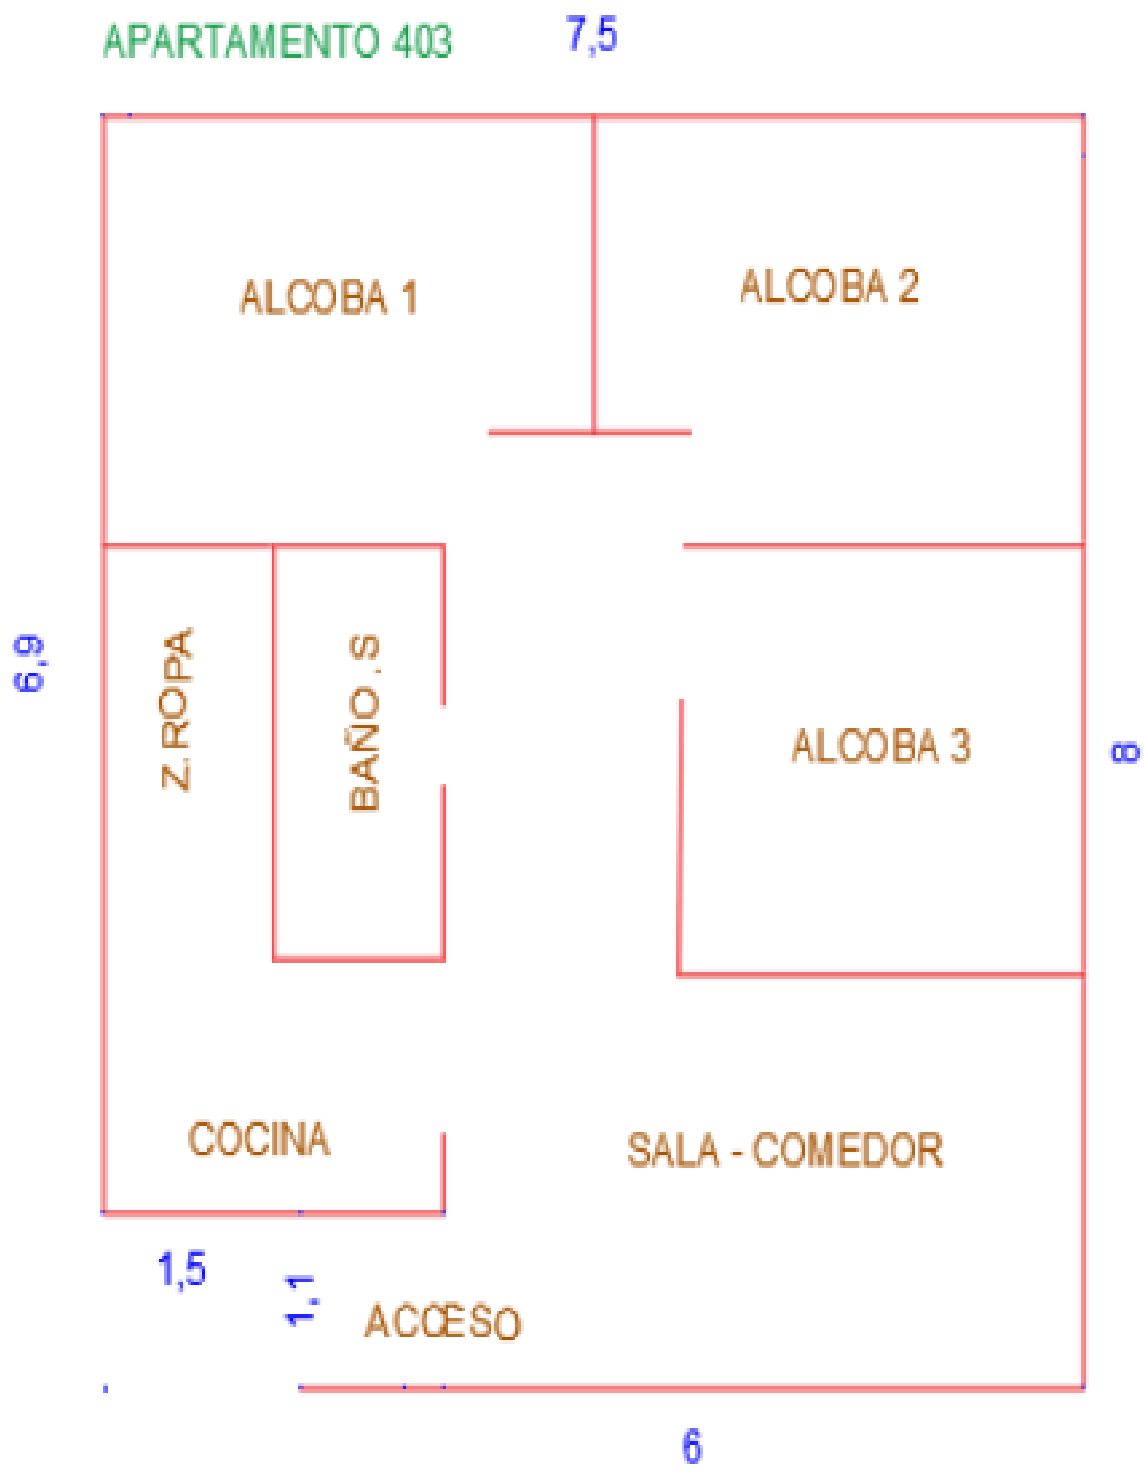 APARTAMENTO 403
7,5
ALCOBA 1
ALCOBA 2
6,9
Z. ROPA
BAÑO . S
ALCOBA 3
8
COCINA
SALA - COMEDOR
1,5
1,1
ACCESO
6